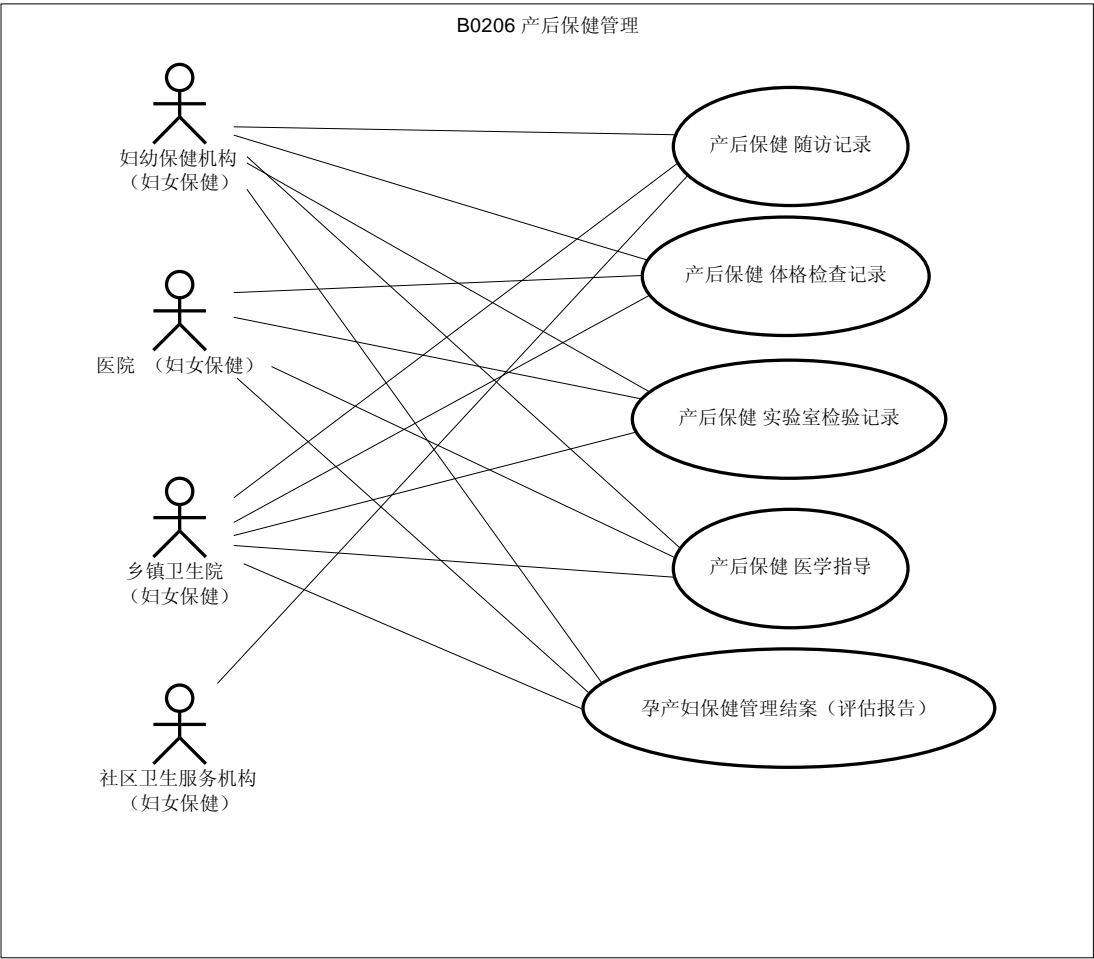 B0206 产后保健管理
妇幼保健机构
（妇女保健）
医院 （妇女保健）
乡镇卫生院
（妇女保健）
社区卫生服务机构
（妇女保健）
产后保健 随访记录
产后保健 体格检查记录
产后保健 实验室检验记录
产后保健 医学指导
孕产妇保健管理结案（评估报告）